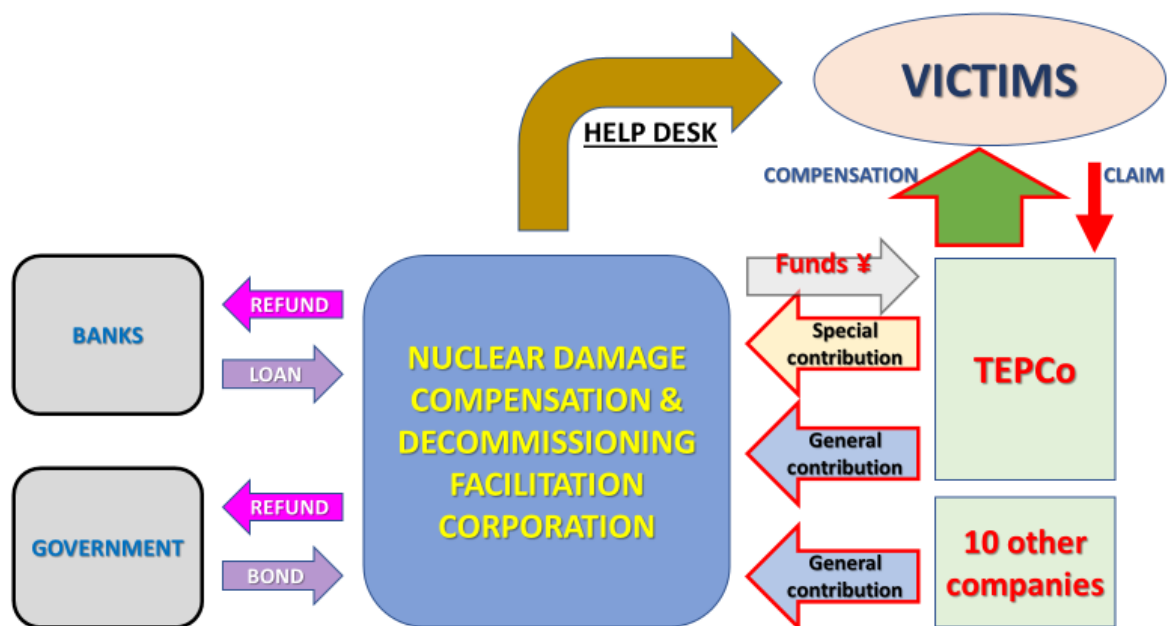 VICTIMS
HELP DESK
COMPENSATION
CLAIM
REFUND
Funds ¥
BANKS
LOAN
Special
contribution
NUCLEAR DAMAGE
COMPENSATION &
DECOMMISSIONING
FACILITATION
CORPORATION
TEPCo
General
contribution
REFUND
GOVERNMENT
BOND
General
contribution
10 other
companies